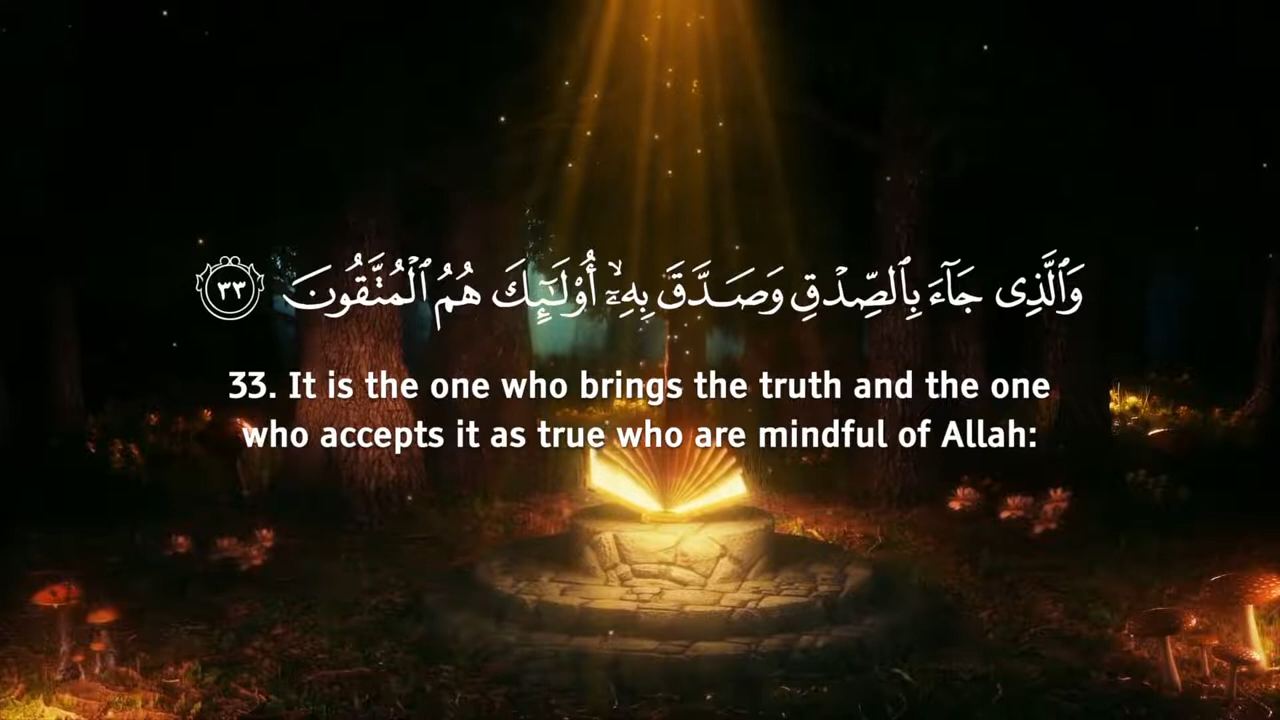 وَٱلَّذِى جَآءَ بِٱلصِّدْقِ وَصَدَّقَ بِهِۦٓ ۙ أُو۟لَـٰٓئِكَ هُمُ ٱلْمُتَّقُونَ ٣٣
33. It is the one who brings the truth and the one
who accepts it as true who are mindful of Allah: